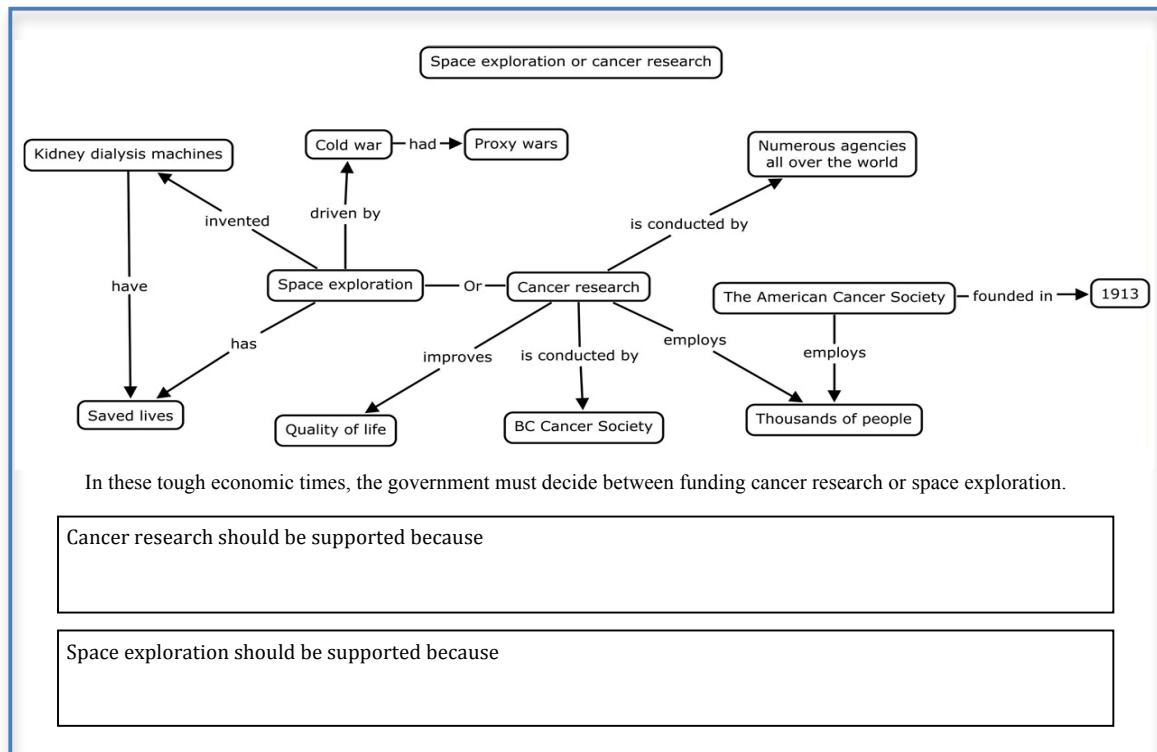 Space exploration or cancer research
Kidney dialysis machines
Cold war
had
Proxy wars
Numerous agencies
all over the world
invented
driven by
is conducted by
have
Space exploration
Or
Cancer research
The American Cancer Society
founded in
1913
has
improves
is conducted by
employs
employs
Saved lives
Quality of life
BC Cancer Society
Thousands of people
In these tough economic times, the government must decide between funding cancer research or space exploration.
Cancer research should be supported because
Space exploration should be supported because